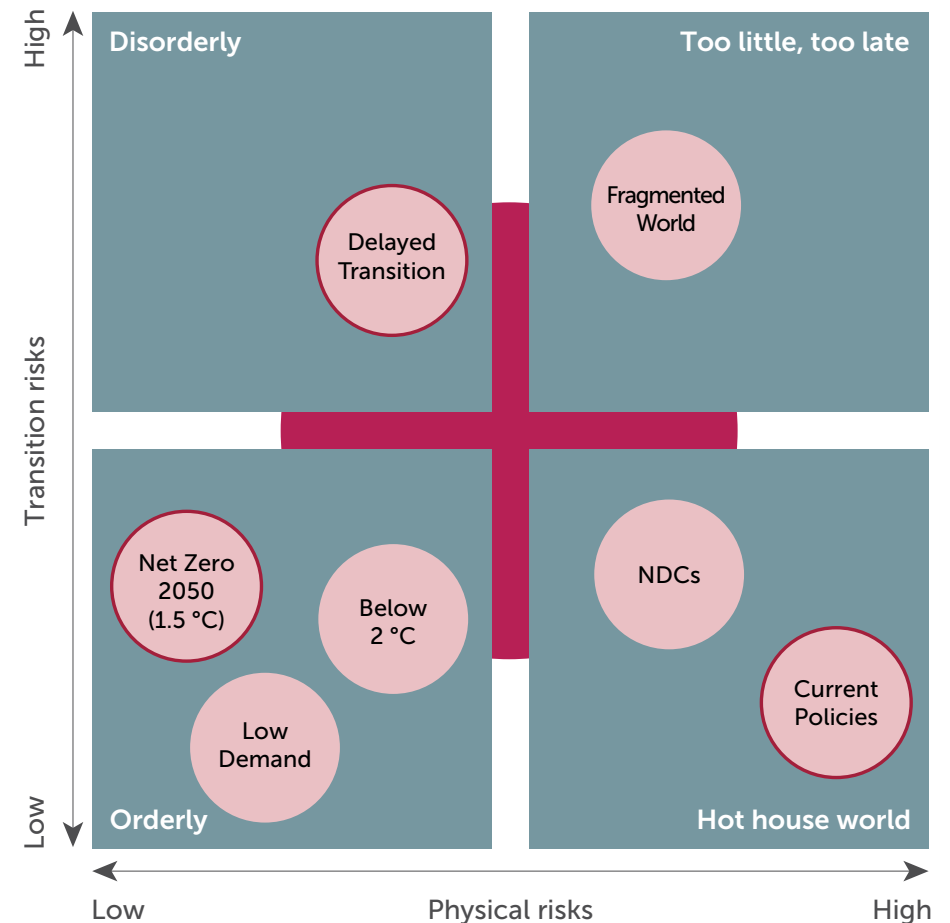 High
Transition risks
Low
Disorderly
Too little, too late
Fragmented
World
Delayed
Transition
Net Zero
2050
(1.5 °C)
Below
2 °C
Low
Demand
NDCs
Current
Policies
Orderly
Hot house world
Low
Physical risks
High